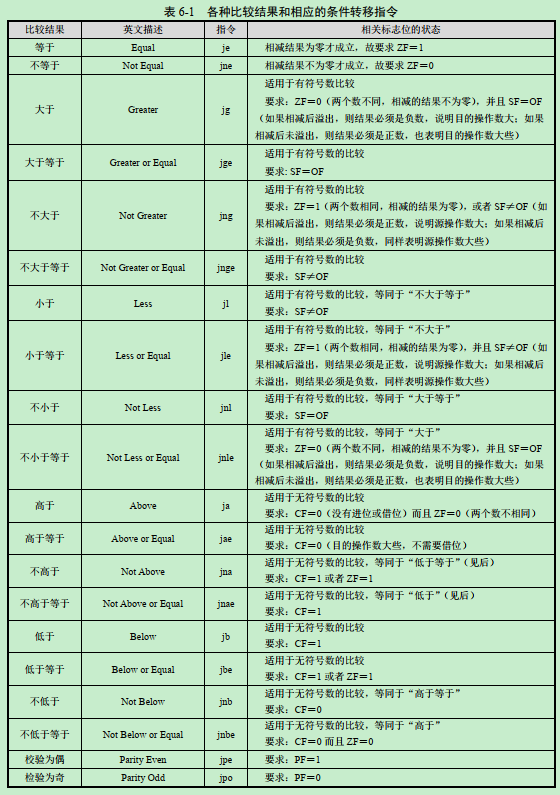 表 6-1 各种比较结果和相应的条件转移指令
比较结果 英文描述 指令 相关标志位的状态
等于 Equal je 相减结果为零才成立，故要求 ZF＝1
不等于 Not Equal jne 相减结果不为零才成立，故要求 ZF＝0
大于 Greater jg 适用于有符号数比较
要求：ZF＝0（两个数不同，相减的结果不为零），并且 SF＝OF
（如果相减后溢出，则结果必须是负数，说明目的操作数大；如果
相减后未溢出，则结果必须是正数，也表明目的操作数大些）
大于等于 Greater or Equal jge 适用于有符号数的比较
要求: SF＝OF
不大于 Not Greater jng 适用于有符号数的比较
要求：ZF＝1（两个数相同，相减的结果为零），或者 SF≠OF（如
果相减后溢出，则结果必须是正数，说明源操作数大；如果相减后
未溢出，则结果必须是负数，同样表明源操作数大些）
不大于等于 Not Greater or Equal jnge 适用于有符号数的比较
要求：SF≠OF
小于 Less jl 适用于有符号数的比较，等同于“不大于等于”
要求：SF≠OF
小于等于 Less or Equal jle 适用于有符号数的比较，等同于“不大于”
要求：ZF＝1（两个数相同，相减的结果为零），并且 SF≠OF（如
果相减后溢出，则结果必须是正数，说明源操作数大；如果相减后
未溢出，则结果必须是负数，同样表明源操作数大些）
不小于 Not Less jnl 适用于有符号数的比较，等同于“大于等于”
要求：SF＝OF
不小于等于 Not Less or Equal jnle 适用于有符号数的比较，等同于“大于”
要求：ZF＝0（两个数不同，相减的结果不为零），并且 SF＝OF
（如果相减后溢出，则结果必须是负数，说明目的操作数大；如果
相减后未溢出，则结果必须是正数，也表明目的操作数大些）
高于 Above ja 适用于无符号数的比较
要求：CF＝0（没有进位或借位）而且 ZF＝0（两个数不相同）
高于等于 Above or Equal jae 适用于无符号数的比较
要求：CF＝0（目的操作数大些，不需要借位）
不高于 Not Above jna 适用于无符号数的比较，等同于“低于等于”（见后）
要求：CF＝1 或者 ZF＝1
不高于等于 Not Above or Equal jnae 适用于无符号数的比较，等同于“低于”（见后）
要求：CF＝1
低于 Below jb 适用于无符号数的比较
要求：CF＝1
低于等于 Below or Equal jbe 适用于无符号数的比较
要求：CF＝1 或者 ZF＝1
不低于 Not Below jnb 适用于无符号数的比较，等同于“高于等于”
要求：CF＝0
不低于等于 Not Below or Equal jnbe 适用于无符号数的比较，等同于“高于”
要求：CF＝0 而且 ZF＝0
校验为偶 Parity Even jpe 要求：PF＝1
检验为奇 Parity Odd jpo 要求：PF＝0